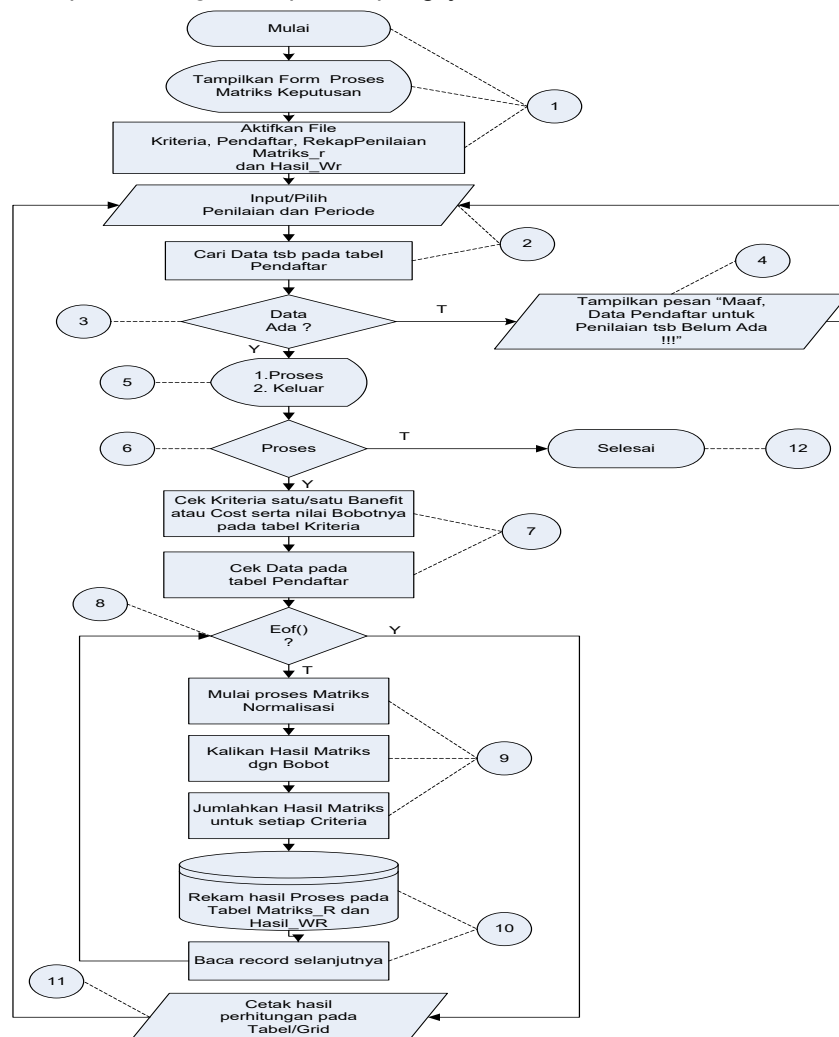 Mulai
Tampilkan Form Proses
Matriks Keputusan
1
Aktifkan File
Kriteria, Pendaftar, RekapPenilaian
Matriks_r
dan Hasil_Wr
Input/Pilih
Penilaian dan Periode
2
Cari Data tsb pada tabel
Pendaftar
4
3
Data
Ada ?
T
Tampilkan pesan “Maaf,
Data Pendaftar untuk
Penilaian tsb Belum Ada
!!!”
Y
5
1.Proses
2. Keluar
6
Proses
T
Selesai
12
Y
Cek Kriteria satu/satu Banefit
atau Cost serta nilai Bobotnya
pada tabel Kriteria
7
Cek Data pada
tabel Pendaftar
8
Eof()
?
Y
T
Mulai proses Matriks
Normalisasi
Kalikan Hasil Matriks
dgn Bobot
9
Jumlahkan Hasil Matriks
untuk setiap Criteria
Rekam hasil Proses pada
Tabel Matriks_R dan
Hasil_WR
10
Baca record selanjutnya
11
Cetak hasil
perhitungan pada
Tabel/Grid